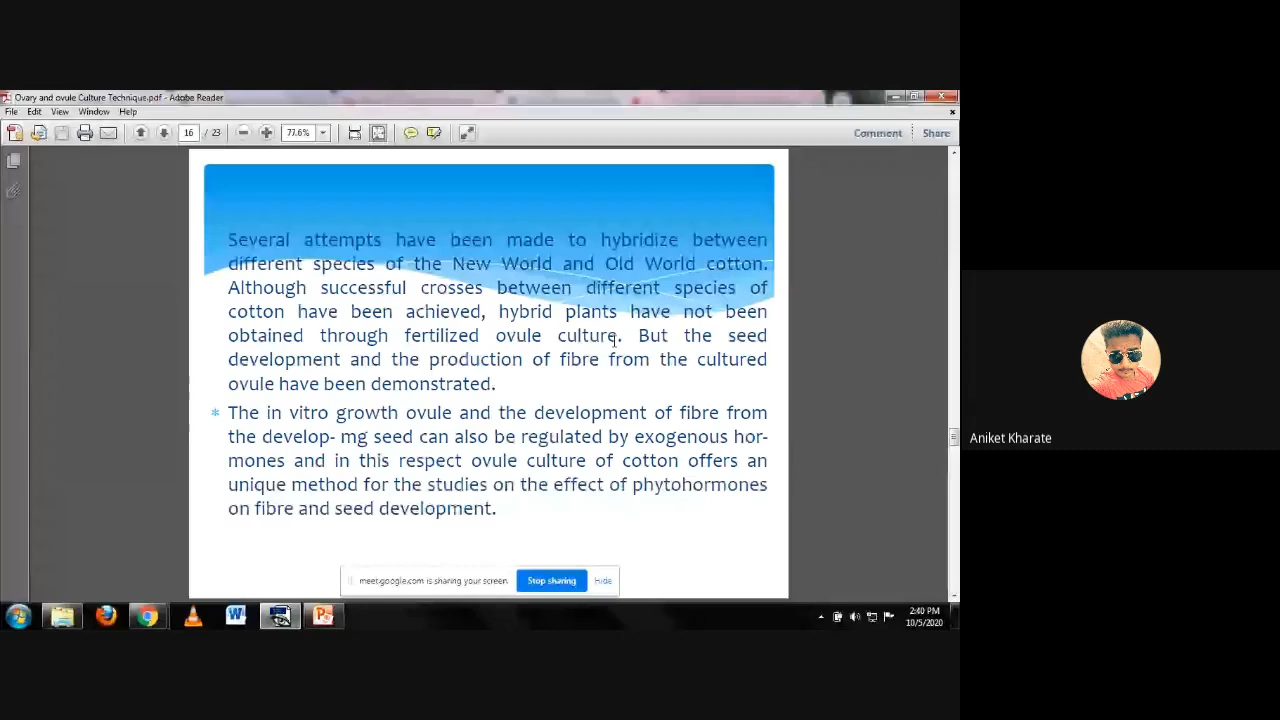 Ovary and ovule Culture Technique.pdf - Adobe Reader
File Edit View Window Help
16 / 23 77.6% Comment Share
Several attempts have been made to hybridize between
different species of the New World and Old World cotton.
Although successful crosses between different species of
cotton have been achieved, hybrid plants have not been
obtained through fertilized ovule culture. But the seed
development and the production of fibre from the cultured
ovule have been demonstrated.
* The in vitro growth ovule and the development of fibre from
the develop- mg seed can also be regulated by exogenous hor-
mones and in this respect ovule culture of cotton offers an
unique method for the studies on the effect of phytohormones
on fibre and seed development.
Aniket Kharate
meet.google.com is sharing your screen. Stop sharing Hide
2:40 PM
10/5/2020